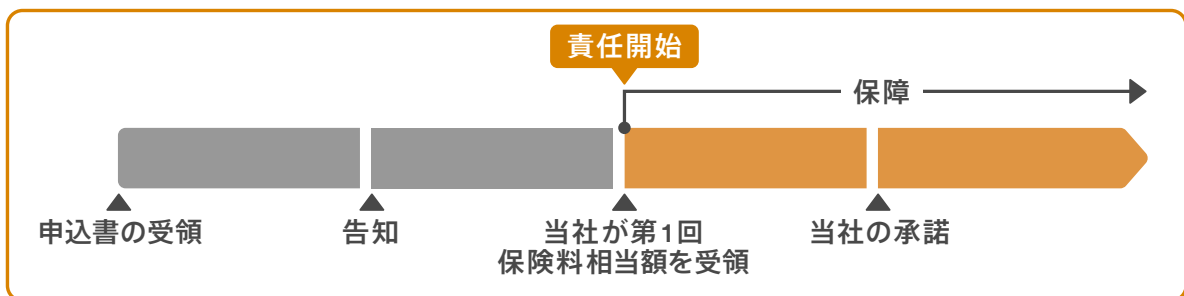 責任開始
保障
申込書の受領
告知
当社が第1回
保険料相当額を受領
当社の承諾